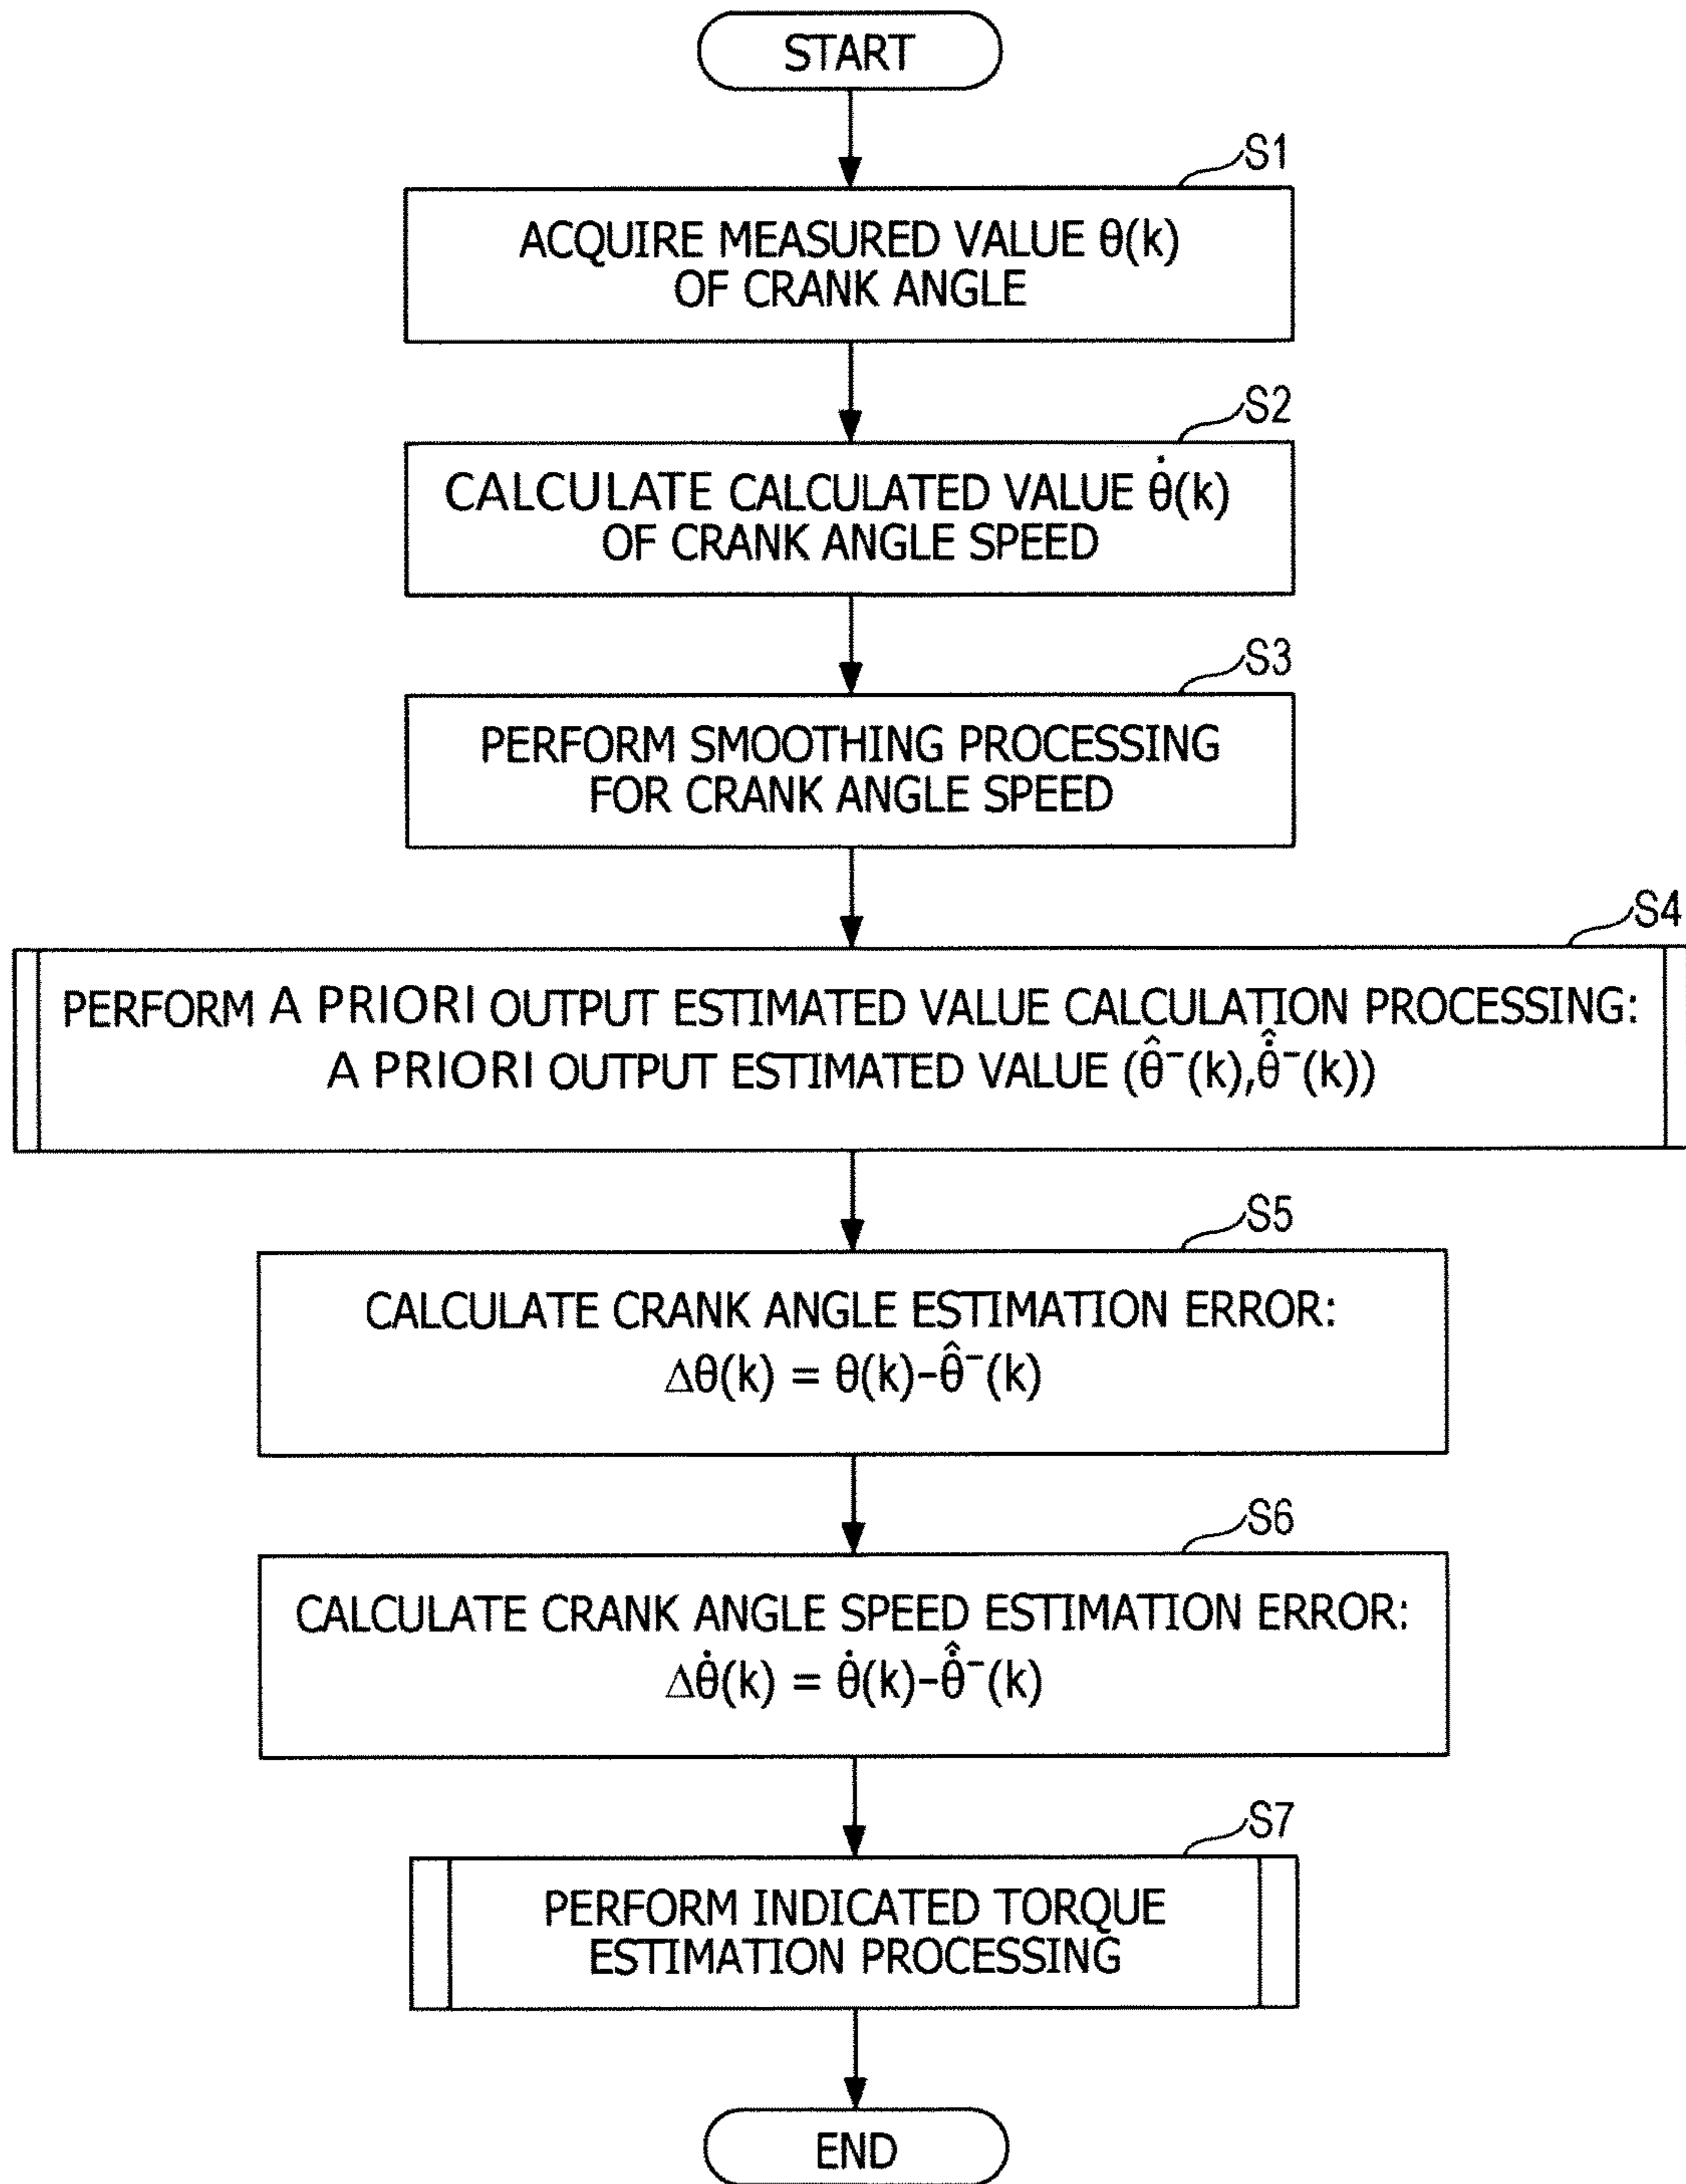 START
S1
ACQUIRE MEASURED VALUE θ(k)
OF CRANK ANGLE
S2
CALCULATE CALCULATED VALUE θ̇(k)
OF CRANK ANGLE SPEED
S3
PERFORM SMOOTHING PROCESSING
FOR CRANK ANGLE SPEED
S4
PERFORM A PRIORI OUTPUT ESTIMATED VALUE CALCULATION PROCESSING:
A PRIORI OUTPUT ESTIMATED VALUE (θ̂⁻(k),θ̇̂⁻(k))
S5
CALCULATE CRANK ANGLE ESTIMATION ERROR:
Δθ(k) = θ(k)–θ̂⁻(k)
S6
CALCULATE CRANK ANGLE SPEED ESTIMATION ERROR:
Δθ̇(k) = θ̇(k)–θ̇̂⁻(k)
S7
PERFORM INDICATED TORQUE
ESTIMATION PROCESSING
END